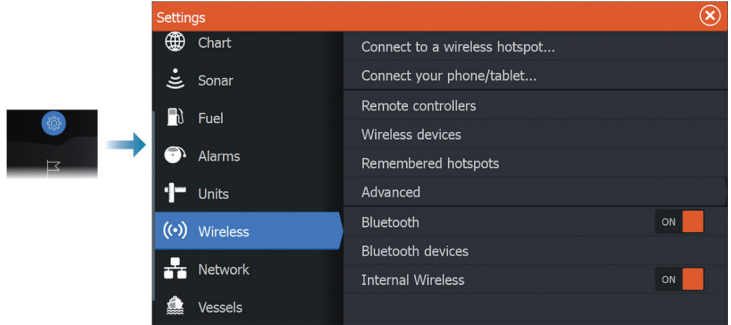 Settings
Chart
Sonar
Fuel
Alarms
Units
Wireless
Network
Vessels
Connect to a wireless hotspot...
Connect your phone/tablet...
Remote controllers
Wireless devices
Remembered hotspots
Advanced
Bluetooth ON
Bluetooth devices
Internal Wireless ON